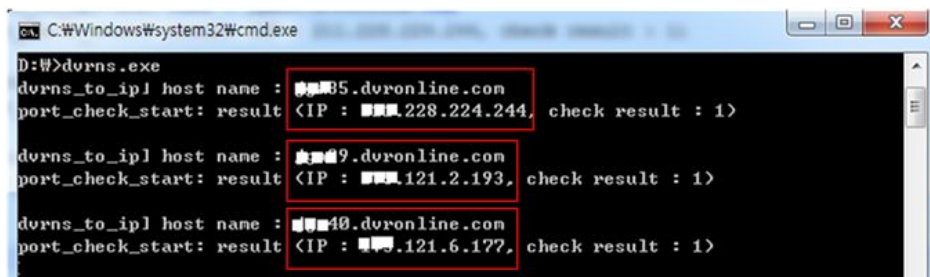 C:₩Windows₩system32₩cmd.exe
D:₩>dvrns.exe
dvrns_to_ip] host name : 35.dvronline.com
port_check_start: result (IP : .228.224.244, check result : 1)
dvrns_to_ip] host name : 9.dvronline.com
port_check_start: result (IP : .121.2.193, check result : 1)
dvrns_to_ip] host name : 40.dvronline.com
port_check_start: result (IP : .121.6.177, check result : 1)